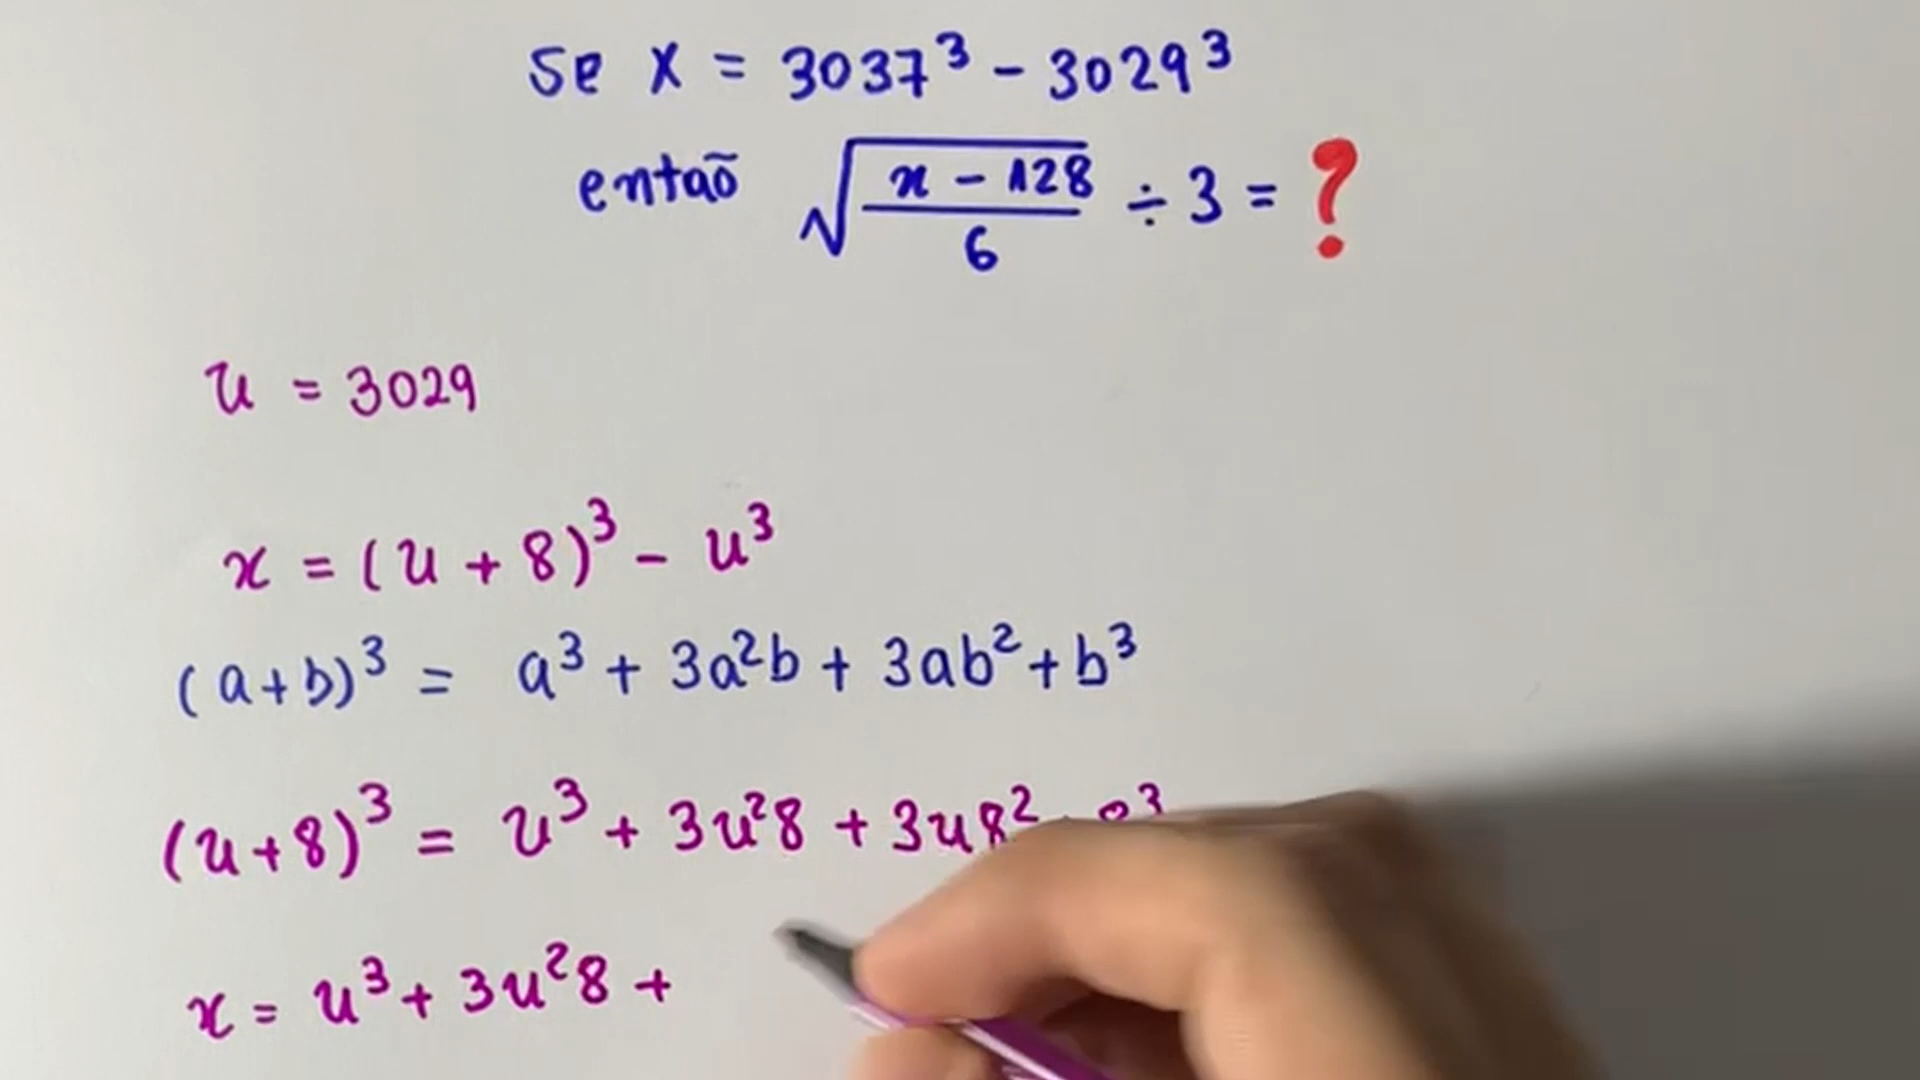 Se x = 3037³ - 3029³
então √((x - 128)/6) ÷ 3 = ?
u = 3029
x = (u + 8)³ - u³
(a+b)³ = a³ + 3a²b + 3ab² + b³
(u+8)³ = u³ + 3u²8 + 3u8²
x = u³ + 3u²8 +